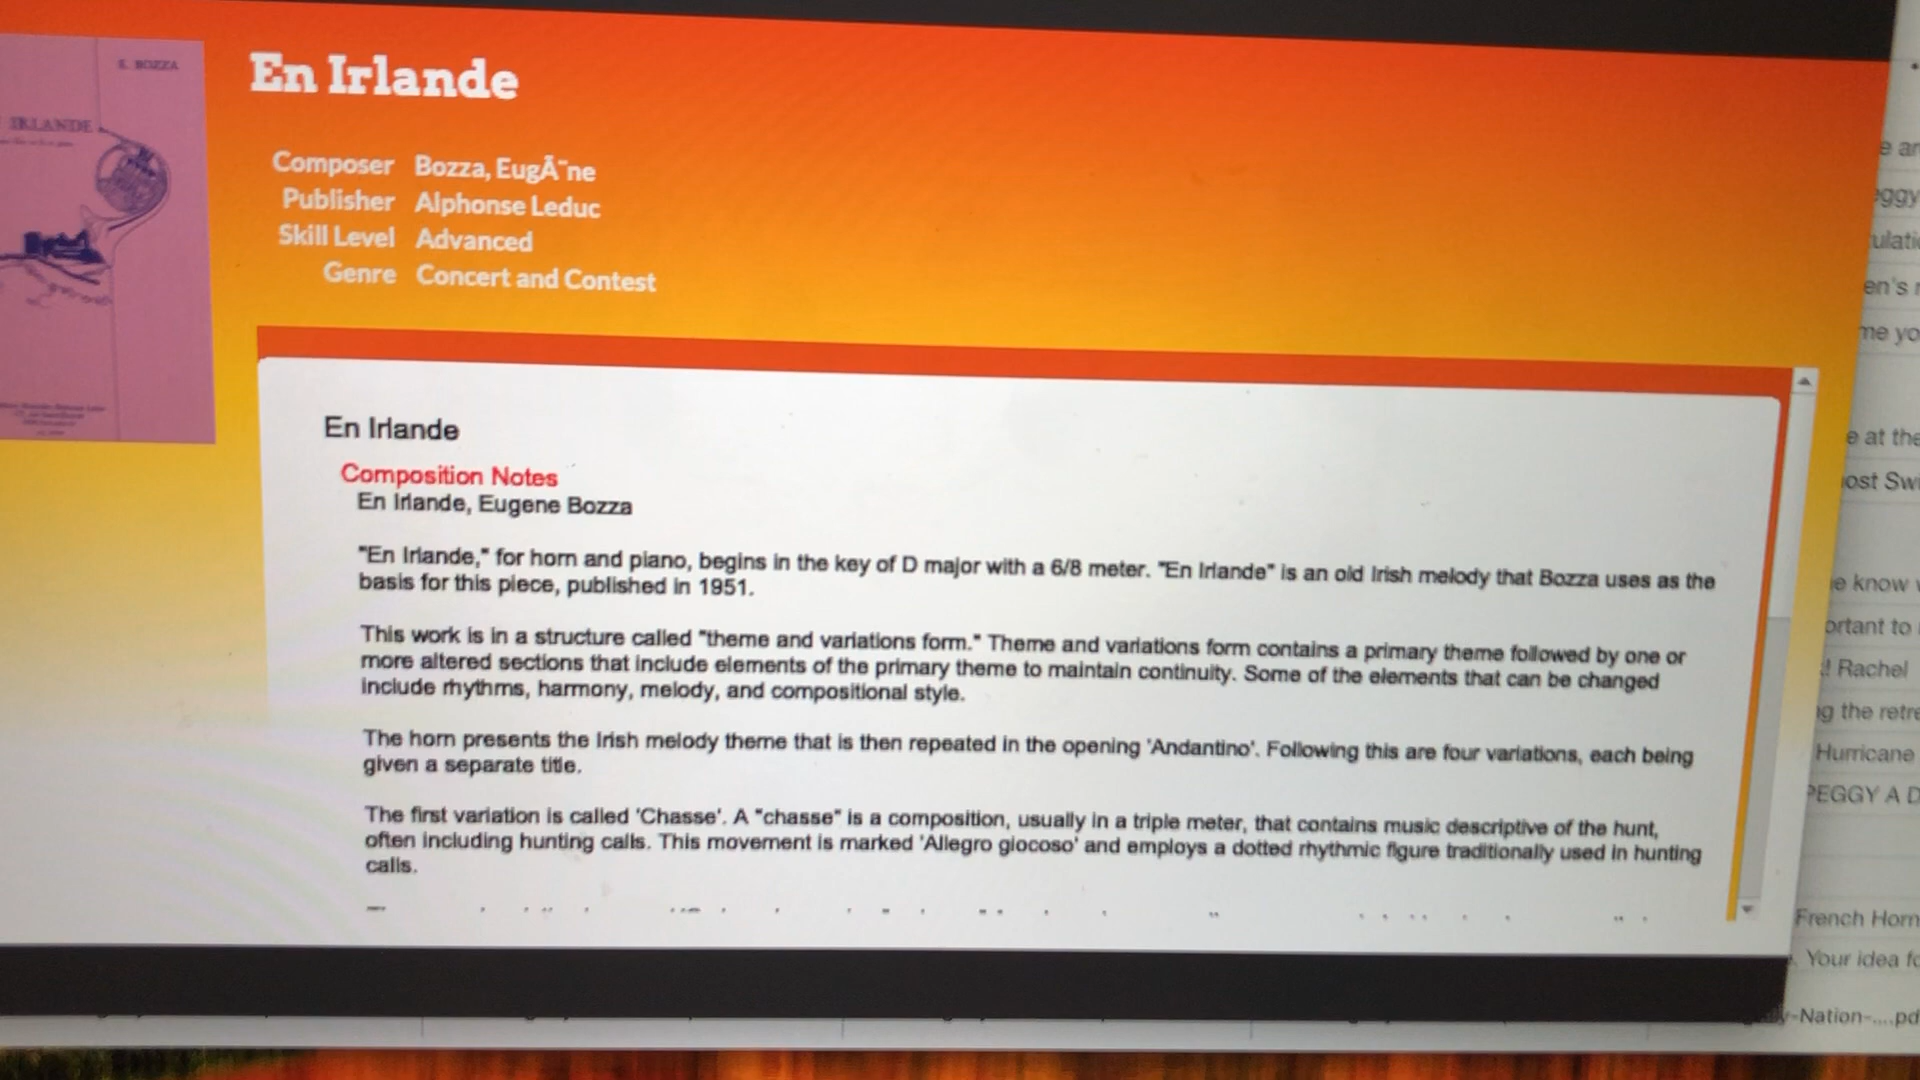 E. BOZZA
IRLANDE
En Irlande
Composer Bozza, EugÃ¨ne
Publisher Alphonse Leduc
Skill Level Advanced
Genre Concert and Contest
En Irlande
Composition Notes
En Irlande, Eugene Bozza
"En Irlande," for horn and piano, begins in the key of D major with a 6/8 meter. "En Irlande" is an old Irish melody that Bozza uses as the
basis for this piece, published in 1951.
This work is in a structure called "theme and variations form." Theme and variations form contains a primary theme followed by one or
more altered sections that include elements of the primary theme to maintain continuity. Some of the elements that can be changed
include rhythms, harmony, melody, and compositional style.
The horn presents the Irish melody theme that is then repeated in the opening 'Andantino'. Following this are four variations, each being
given a separate title.
The first variation is called 'Chasse'. A "chasse" is a composition, usually in a triple meter, that contains music descriptive of the hunt,
often including hunting calls. This movement is marked 'Allegro giocoso' and employs a dotted rhythmic figure traditionally used in hunting
calls.
en's
me yo
e at the
ost Sw
e know
ortant to
! Rachel
g the retre
Hurricane
PEGGY A D
French Horn
. Your idea fo
-Nation-....pd